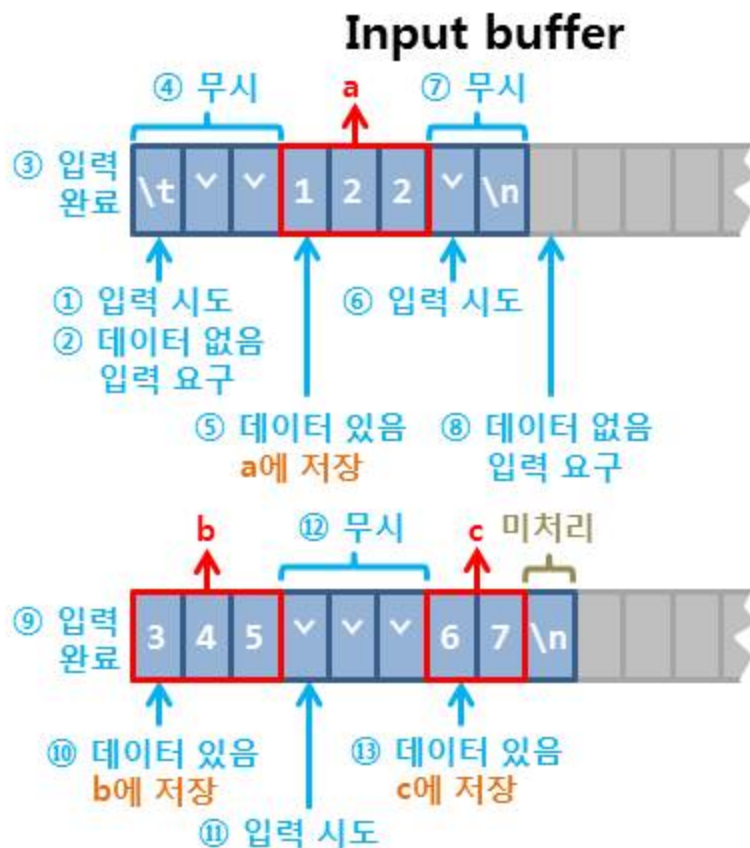 Input buffer
④ 무시 a ⑦ 무시
③ 입력
완료
\t ˅ ˅ 1 2 2 ˅ \n
① 입력 시도 ⑥ 입력 시도
② 데이터 없음
입력 요구
⑤ 데이터 있음 ⑧ 데이터 없음
a에 저장 입력 요구
b ⑫ 무시 c 미처리
⑨ 입력
완료
3 4 5 ˅ ˅ ˅ 6 7 \n
⑩ 데이터 있음 ⑬ 데이터 있음
b에 저장 c에 저장
⑪ 입력 시도